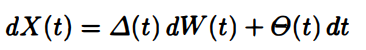 dX(t) = Δ(t) dW(t) + Θ(t) dt